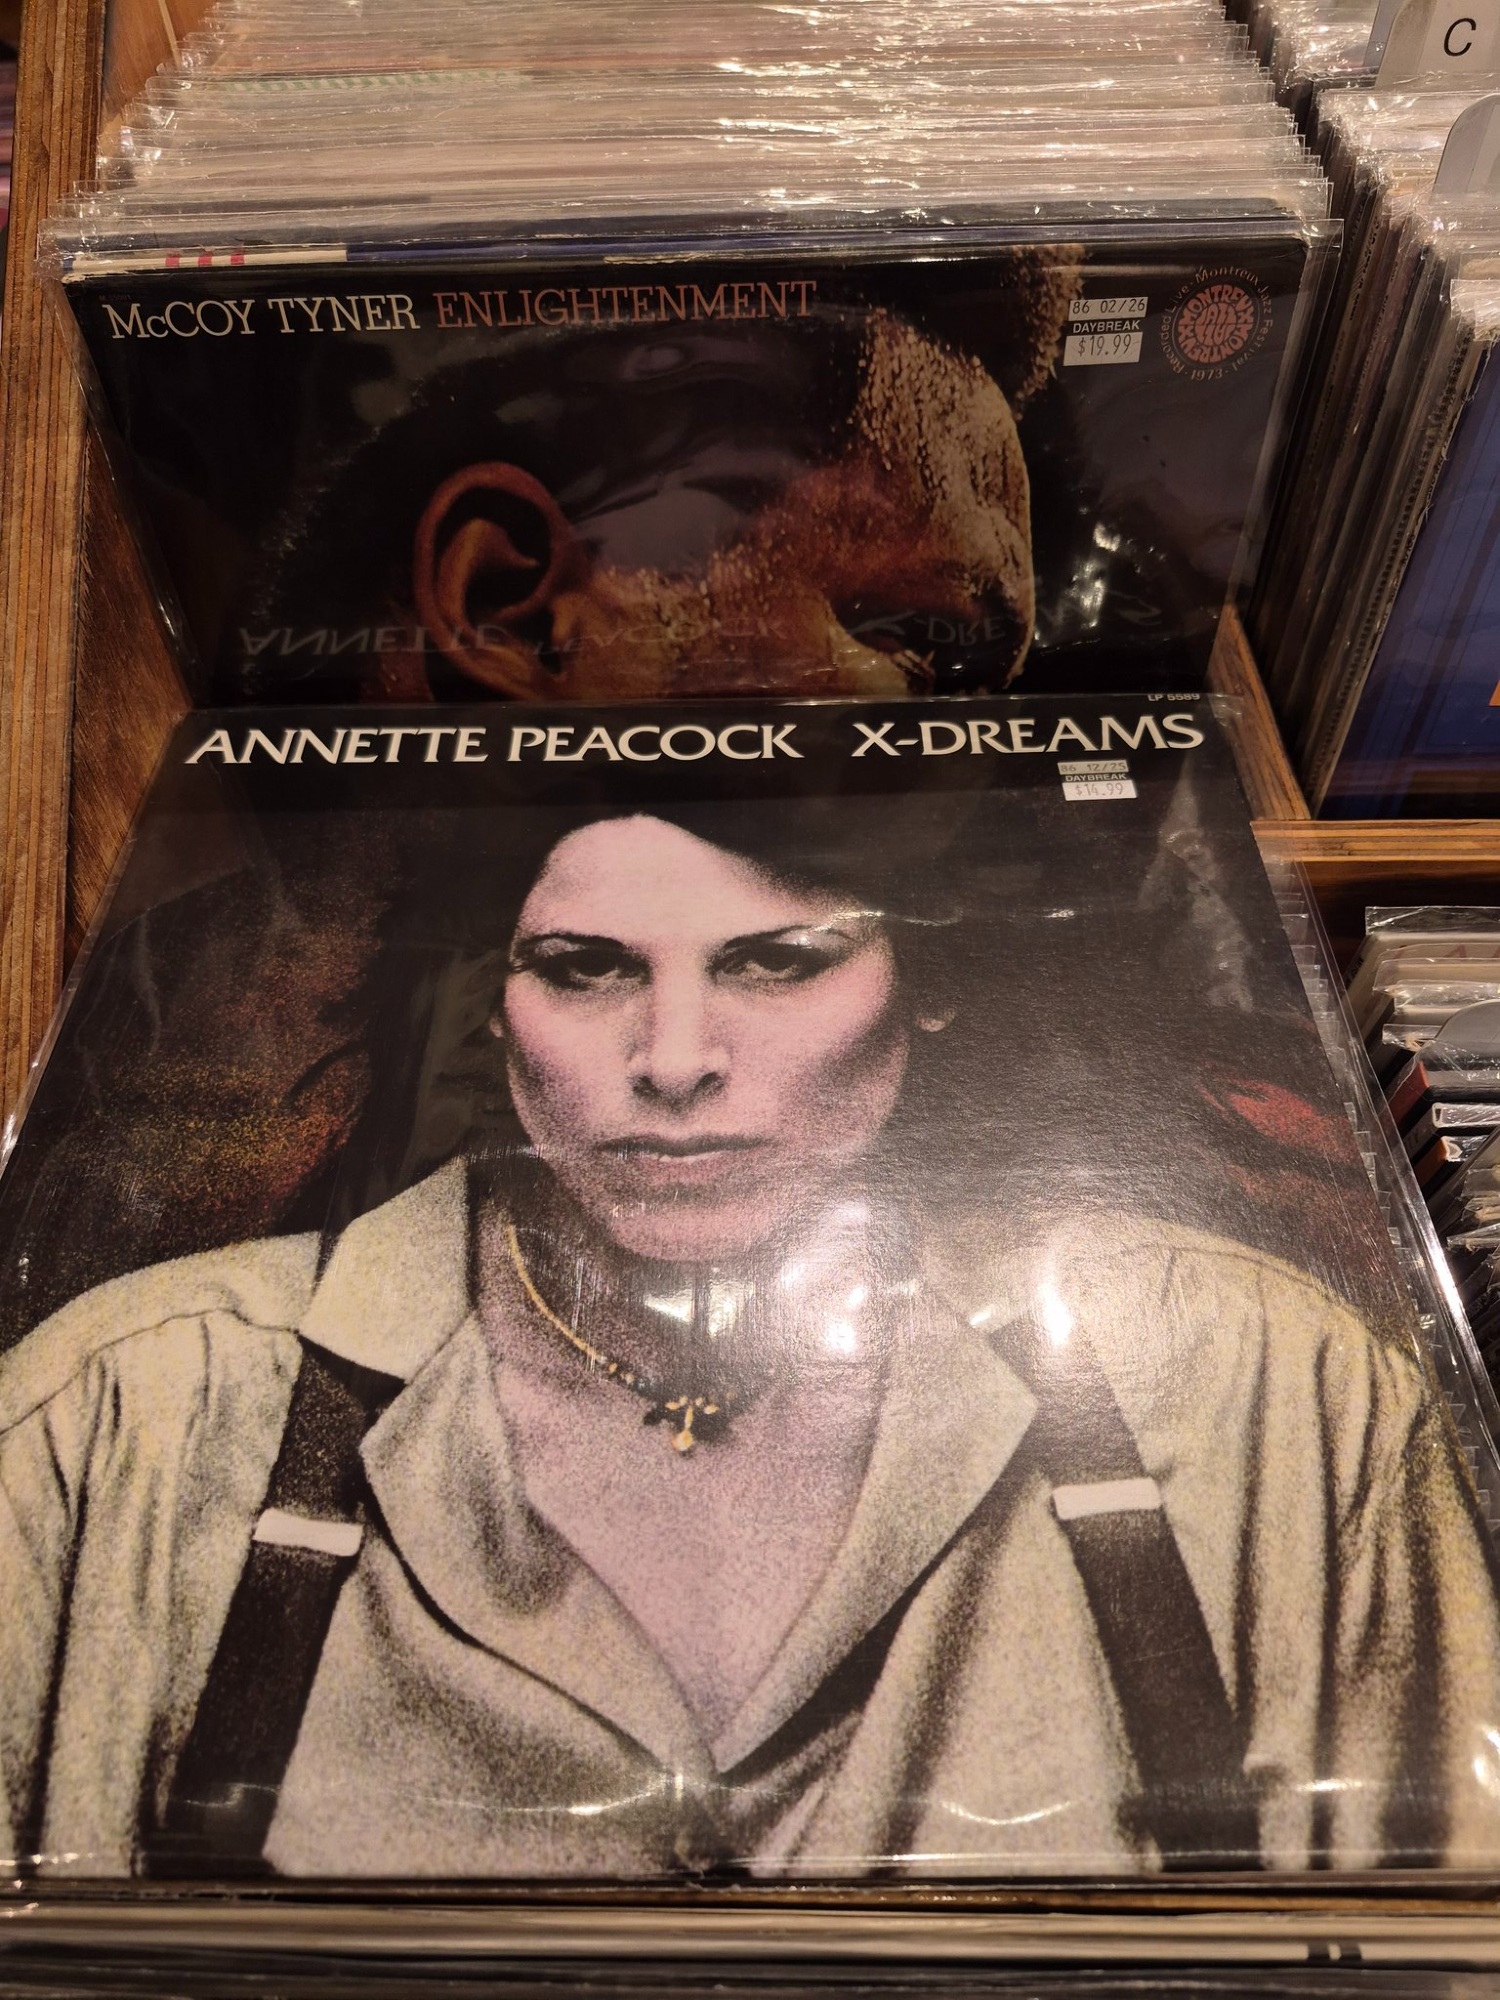 C
McCOY TYNER ENLIGHTENMENT
86 02/26
DAYBREAK
$19.99
Recorded Live · Montreux Jazz Festival · 1973 ·
LP 5589
ANNETTE PEACOCK X-DREAMS
86 12/25
DAYBREAK
$14.99